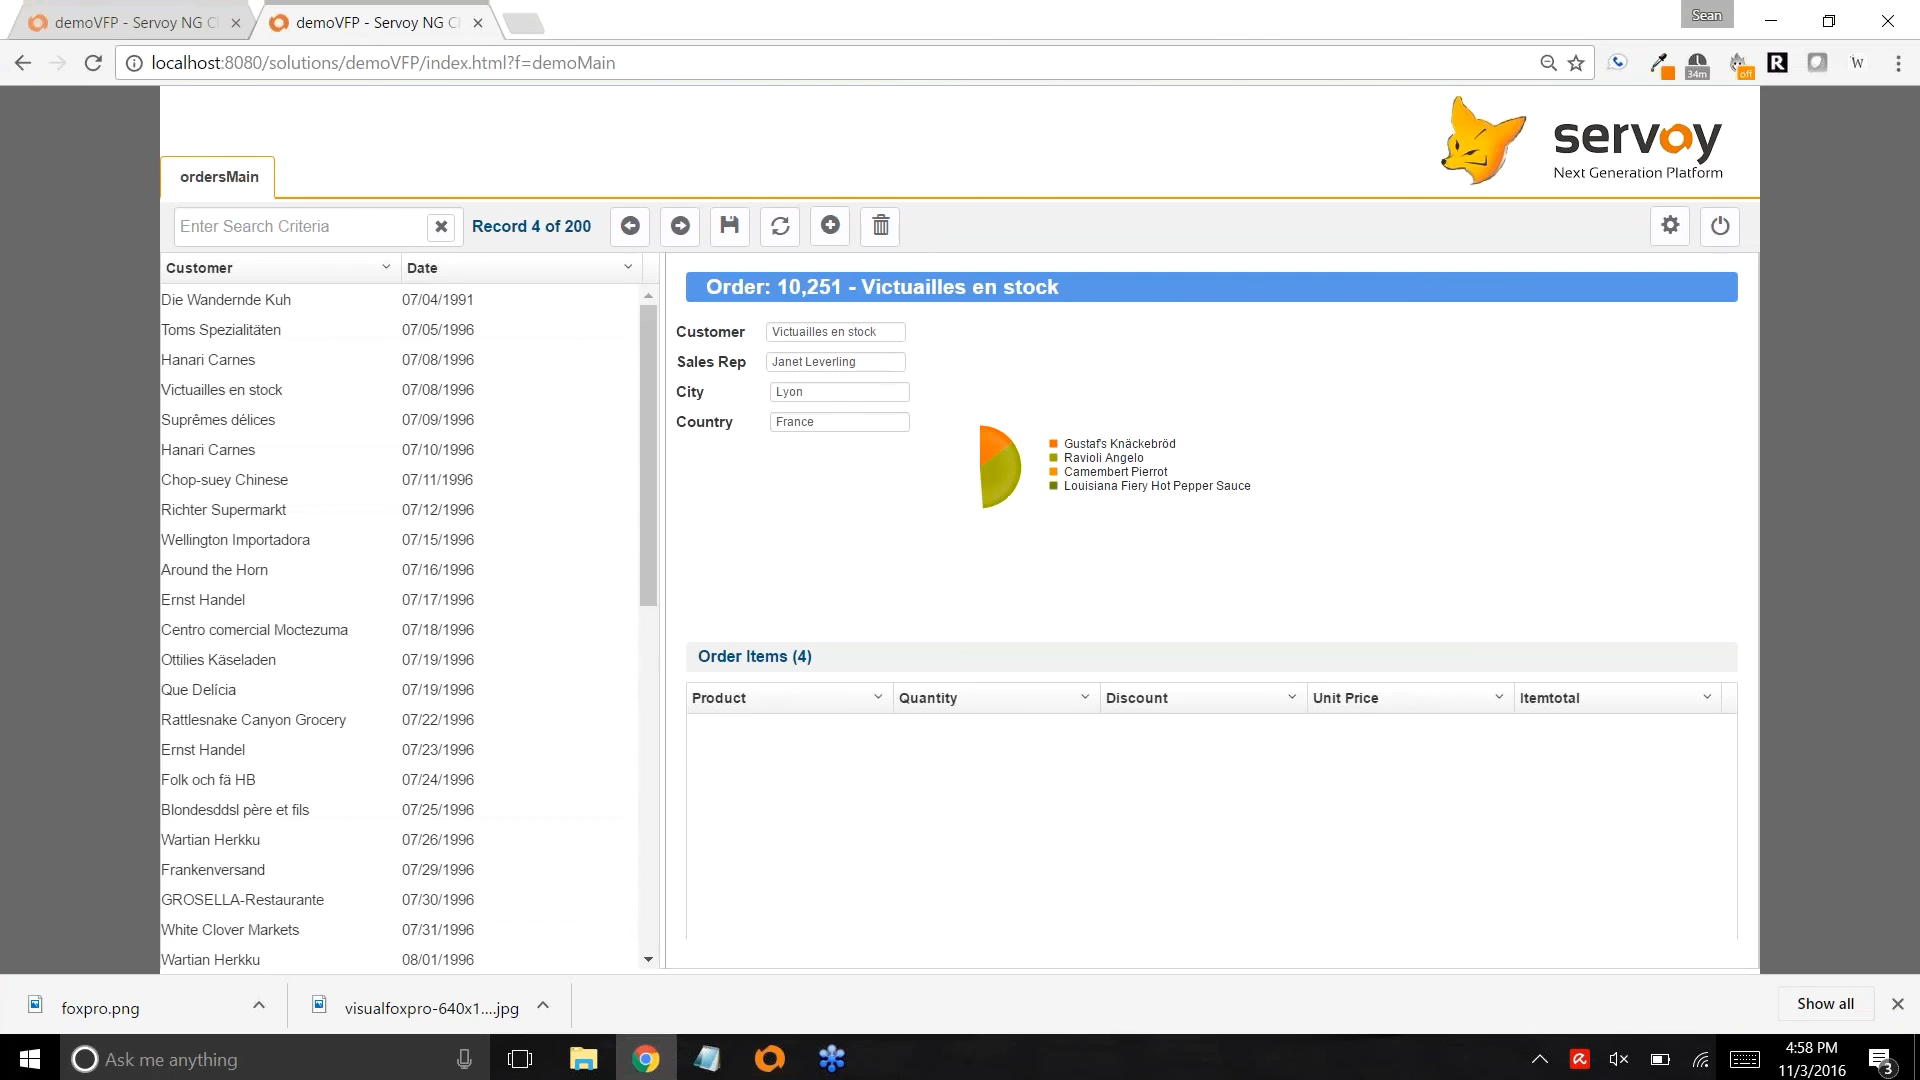 demoVFP - Servoy NG Cl
demoVFP - Servoy NG Cl
Sean
localhost:8080/solutions/demoVFP/index.html?f=demoMain
34m
off
R
W
servoy
Next Generation Platform
ordersMain
Enter Search Criteria
Record 4 of 200
Customer Date
Die Wandernde Kuh 07/04/1991
Toms Spezialitäten 07/05/1996
Hanari Carnes 07/08/1996
Victuailles en stock 07/08/1996
Suprêmes délices 07/09/1996
Hanari Carnes 07/10/1996
Chop-suey Chinese 07/11/1996
Richter Supermarkt 07/12/1996
Wellington Importadora 07/15/1996
Around the Horn 07/16/1996
Ernst Handel 07/17/1996
Centro comercial Moctezuma 07/18/1996
Ottilies Käseladen 07/19/1996
Que Delícia 07/19/1996
Rattlesnake Canyon Grocery 07/22/1996
Ernst Handel 07/23/1996
Folk och fä HB 07/24/1996
Blondesddsl père et fils 07/25/1996
Wartian Herkku 07/26/1996
Frankenversand 07/29/1996
GROSELLA-Restaurante 07/30/1996
White Clover Markets 07/31/1996
Wartian Herkku 08/01/1996
Order: 10,251 - Victuailles en stock
Customer Victuailles en stock
Sales Rep Janet Leverling
City Lyon
Country France
Gustaf's Knäckebröd
Ravioli Angelo
Camembert Pierrot
Louisiana Fiery Hot Pepper Sauce
Order Items (4)
Product Quantity Discount Unit Price Itemtotal
foxpro.png
visualfoxpro-640x1....jpg
Show all
Ask me anything
4:58 PM
11/3/2016
3